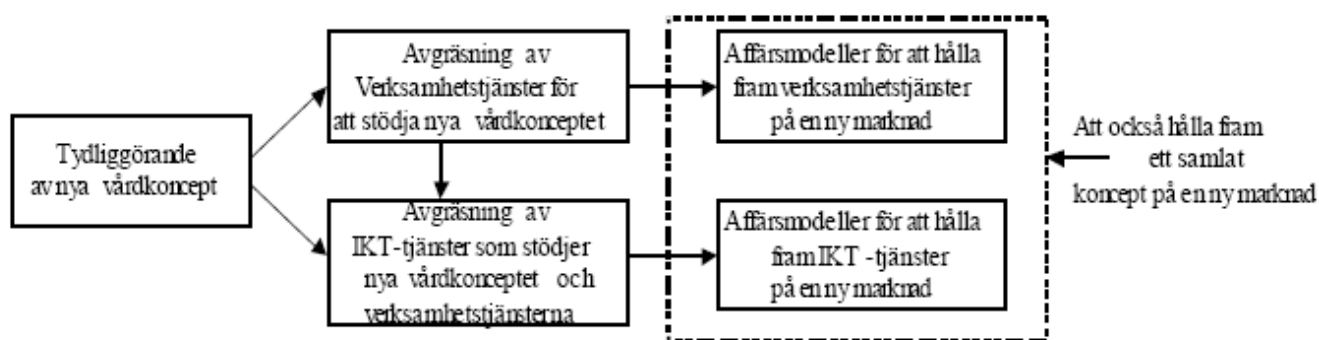 Tydliggörande
av nya vårdkoncept
Avgräsning av
Verksamhetstjänster för
att stödja nya vårdkonceptet
Avgräsning av
IKT-tjänster som stödjer
nya vårdkonceptet och
verksamhetstjänsterna
Affärsmodeller för att hålla
fram verksamhetstjänster
på en ny marknad
Affärsmodeller för att hålla
fram IKT -tjänster
på en ny marknad
Att också hålla fram
ett samlat
koncept på en ny marknad